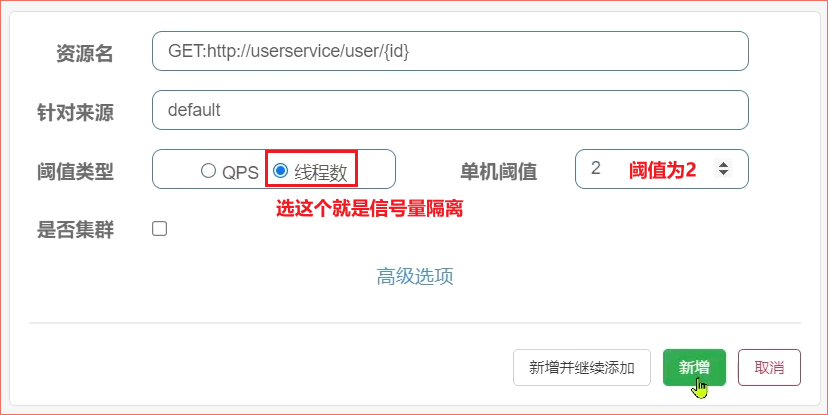 资源名 GET:http://userservice/user/{id}
针对来源 default
阈值类型 QPS 线程数 单机阈值 2 阈值为2
选这个就是信号量隔离
是否集群
高级选项
新增并继续添加 新增 取消